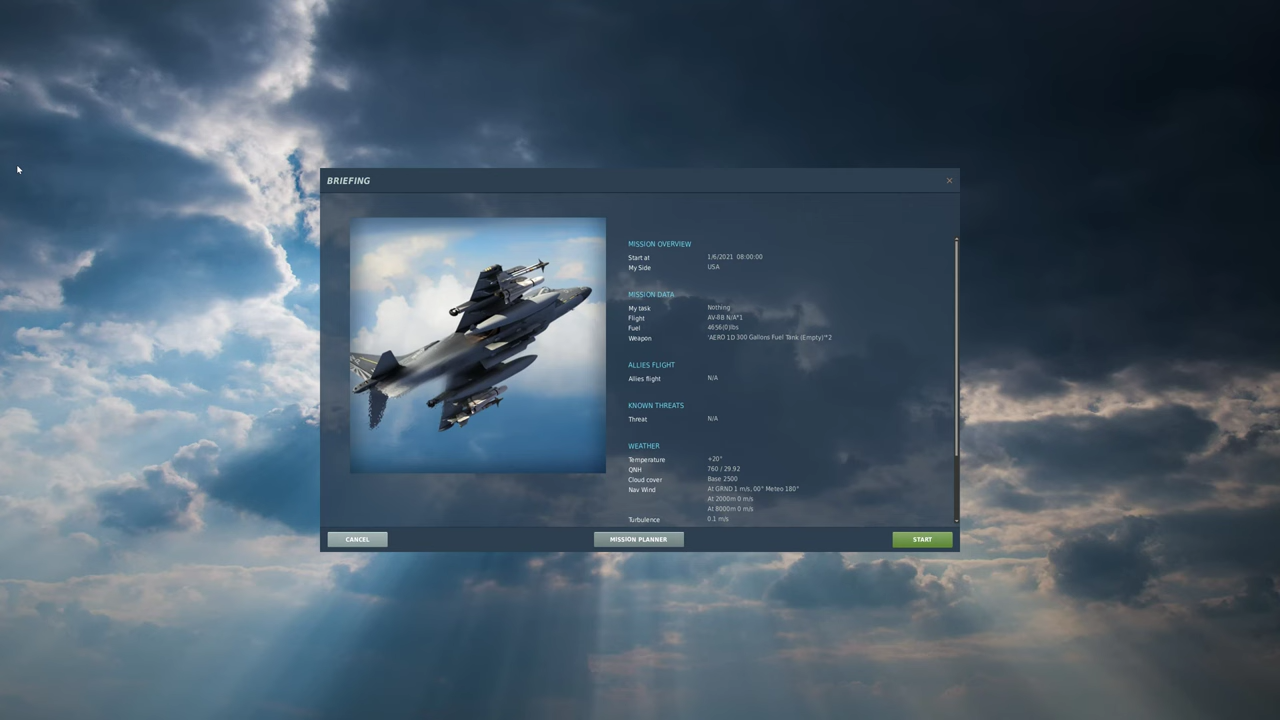 BRIEFING ×
MISSION OVERVIEW
Start at 1/6/2021 08:00:00
My Side USA
MISSION DATA
My task Nothing
Flight AV-8B N/A*1
Fuel 4656(0)lbs
Weapon 'AERO 1D 300 Gallons Fuel Tank (Empty)'*2
ALLIES FLIGHT
Allies flight N/A
KNOWN THREATS
Threat N/A
WEATHER
Temperature +20°
QNH 760 / 29.92
Cloud cover Base 2500
Nav Wind At GRND 1 m/s, 00° Meteo 180°
At 2000m 0 m/s
At 8000m 0 m/s
Turbulence 0.1 m/s
CANCEL MISSION PLANNER START